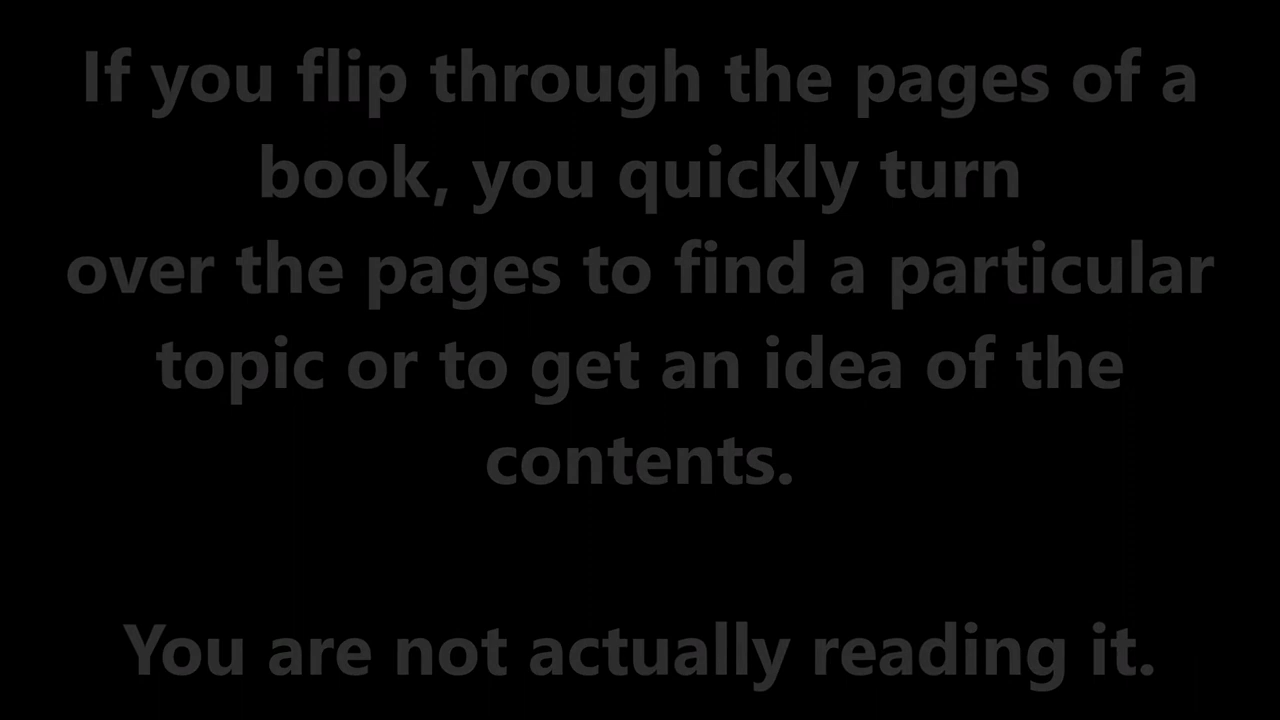 If you flip through the pages of a
book, you quickly turn
over the pages to find a particular
topic or to get an idea of the
contents.
You are not actually reading it.